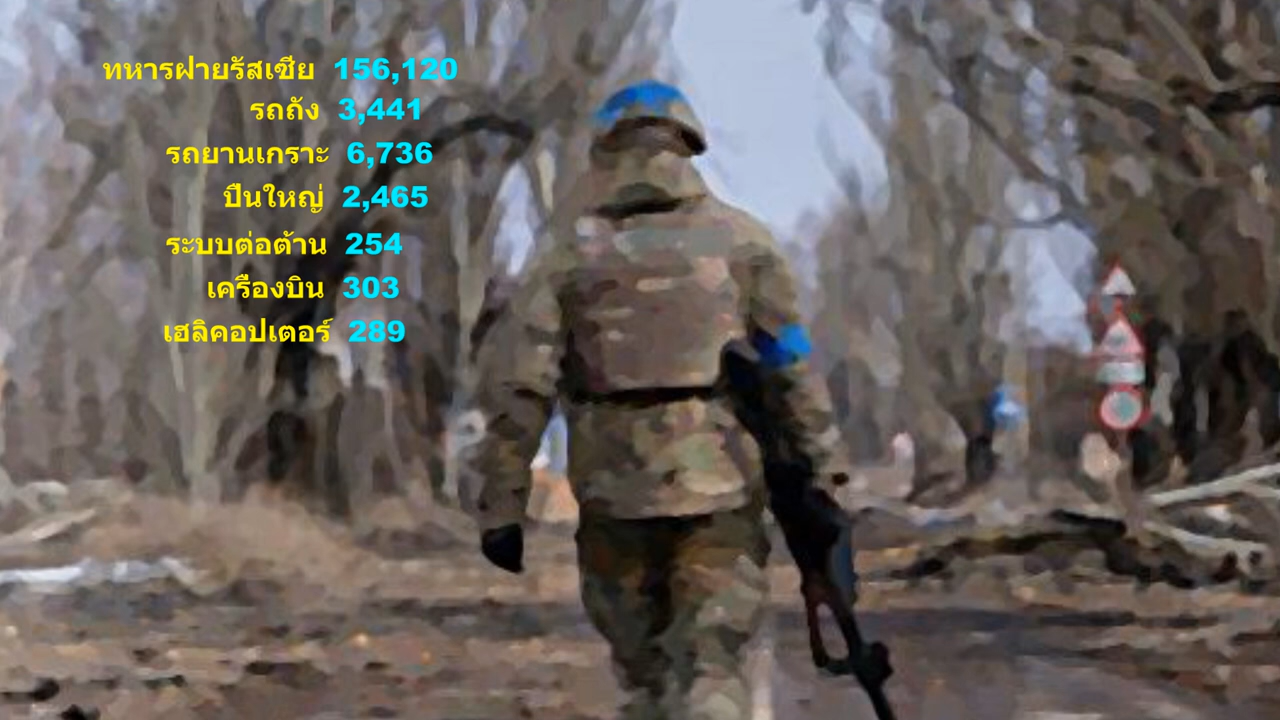 ทหารฝ่ายรัสเซีย 156,120
รถถัง 3,441
รถยานเกราะ 6,736
ปืนใหญ่ 2,465
ระบบต่อต้าน 254
เครื่องบิน 303
เฮลิคอปเตอร์ 289